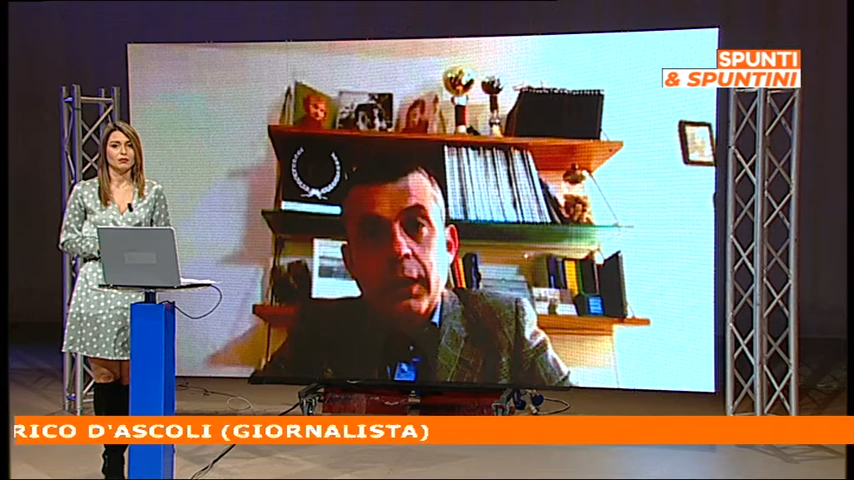 SPUNTI
& SPUNTINI
RICO D'ASCOLI (GIORNALISTA)